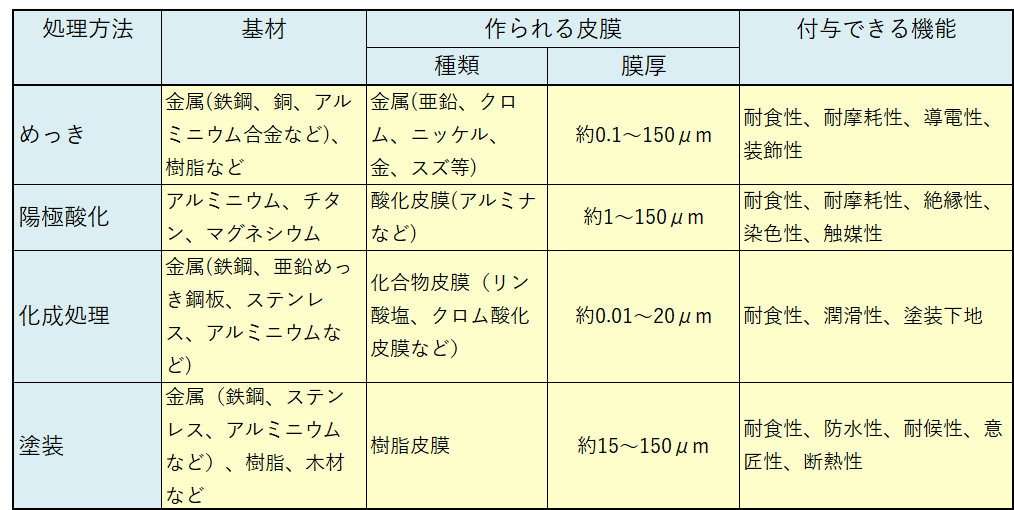 処理方法
基材
作られる皮膜
付与できる機能
種類
膜厚
めっき
金属(鉄鋼、銅、アル
ミニウム合金など)、
樹脂など
金属(亜鉛、クロ
ム、ニッケル、
金、スズ等)
約0.1～150μm
耐食性、耐摩耗性、導電性、
装飾性
陽極酸化
アルミニウム、チタ
ン、マグネシウム
酸化皮膜(アルミナ
など)
約1～150μm
耐食性、耐摩耗性、絶縁性、
染色性、触媒性
化成処理
金属(鉄鋼、亜鉛めっ
き鋼板、ステンレ
ス、アルミニウムな
ど)
化合物皮膜（リン
酸塩、クロム酸化
皮膜など）
約0.01～20μm
耐食性、潤滑性、塗装下地
塗装
金属（鉄鋼、ステン
レス、アルミニウム
など）、樹脂、木材
など
樹脂皮膜
約15～150μm
耐食性、防水性、耐候性、意
匠性、断熱性